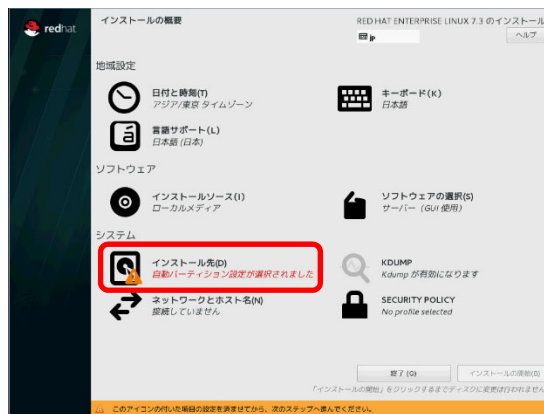 redhat
インストールの概要
RED HAT ENTERPRISE LINUX 7.3 のインストール
jp
ヘルプ
地域設定
日付と時刻(T)
アジア/東京 タイムゾーン
キーボード(K)
日本語
言語サポート(L)
日本語 (日本)
ソフトウェア
インストールソース(I)
ローカルメディア
ソフトウェアの選択(S)
サーバー（GUI 使用）
システム
インストール先(D)
自動パーティション設定が選択されました
KDUMP
Kdump が有効になります
ネットワークとホスト名(N)
接続していません
SECURITY POLICY
No profile selected
終了 (Q)
インストールの開始(B)
「インストールの開始」をクリックするまでディスクに変更は行われません
このアイコンの付いた項目の設定を済ませてから、次のステップへ進んでください。